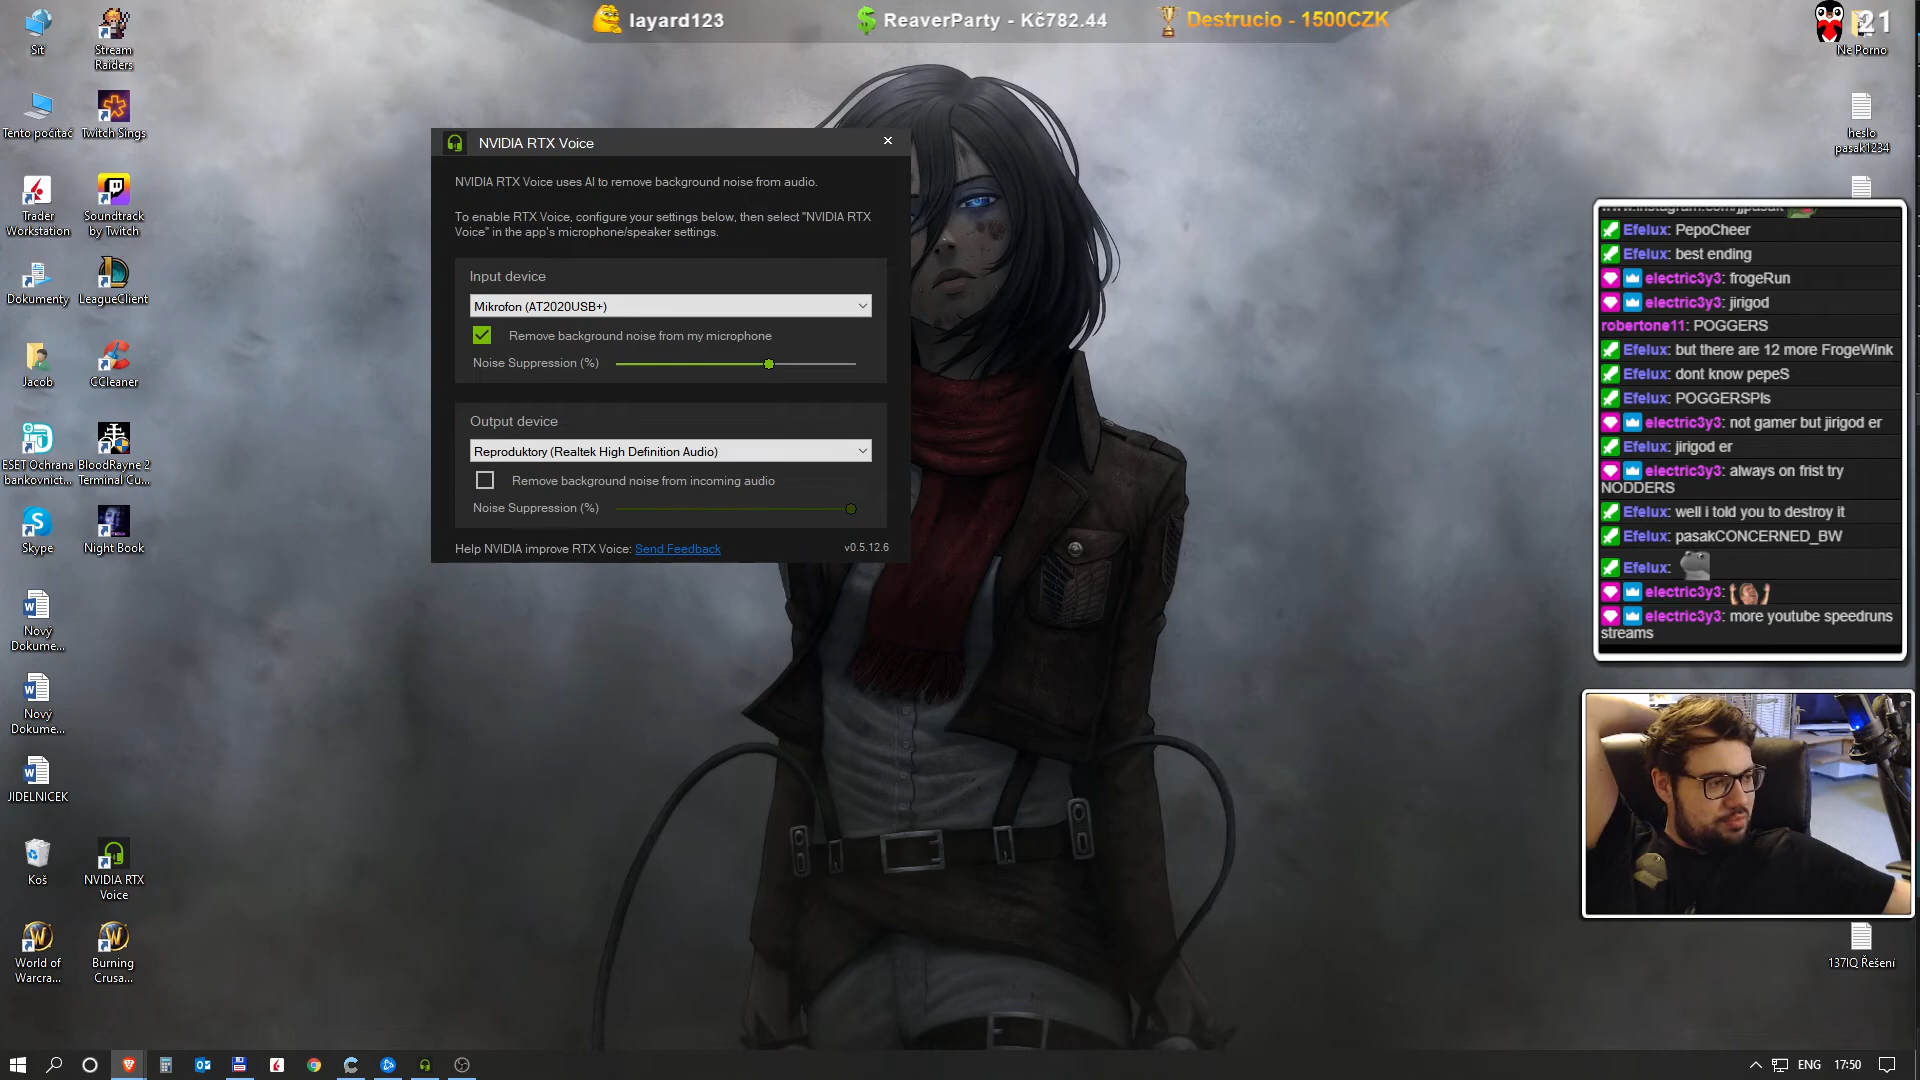 layard123
ReaverParty - Kč782.44
Destrucio - 1500CZK
21
Síť
Stream
Raiders
Ne Porno
Tento počítač
Twitch Sings
heslo
pasak1234
Trader
Workstation
Soundtrack
by Twitch
Dokumenty
LeagueClient
Jacob
CCleaner
ESET Ochrana
bankovnict...
BloodRayne 2
Terminal Cu...
Skype
Night Book
Nový
Dokume...
Nový
Dokume...
JIDELNICEK
Koš
NVIDIA RTX
Voice
World of
Warcra...
Burning
Crusa...
137IQ Řešení
NVIDIA RTX Voice
NVIDIA RTX Voice uses AI to remove background noise from audio.
To enable RTX Voice, configure your settings below, then select "NVIDIA RTX
Voice" in the app's microphone/speaker settings.
Input device
Mikrofon (AT2020USB+)
Remove background noise from my microphone
Noise Suppression (%)
Output device
Reproduktory (Realtek High Definition Audio)
Remove background noise from incoming audio
Noise Suppression (%)
Help NVIDIA improve RTX Voice: Send Feedback
v0.5.12.6
Efelux: PepoCheer
Efelux: best ending
electric3y3: frogeRun
electric3y3: jirigod
robertone11: POGGERS
Efelux: but there are 12 more FrogeWink
Efelux: dont know pepeS
Efelux: POGGERSPls
electric3y3: not gamer but jirigod er
Efelux: jirigod er
electric3y3: always on frist try
NODDERS
Efelux: well i told you to destroy it
Efelux: pasakCONCERNED_BW
Efelux:
electric3y3:
electric3y3: more youtube speedruns
streams
ENG
17:50